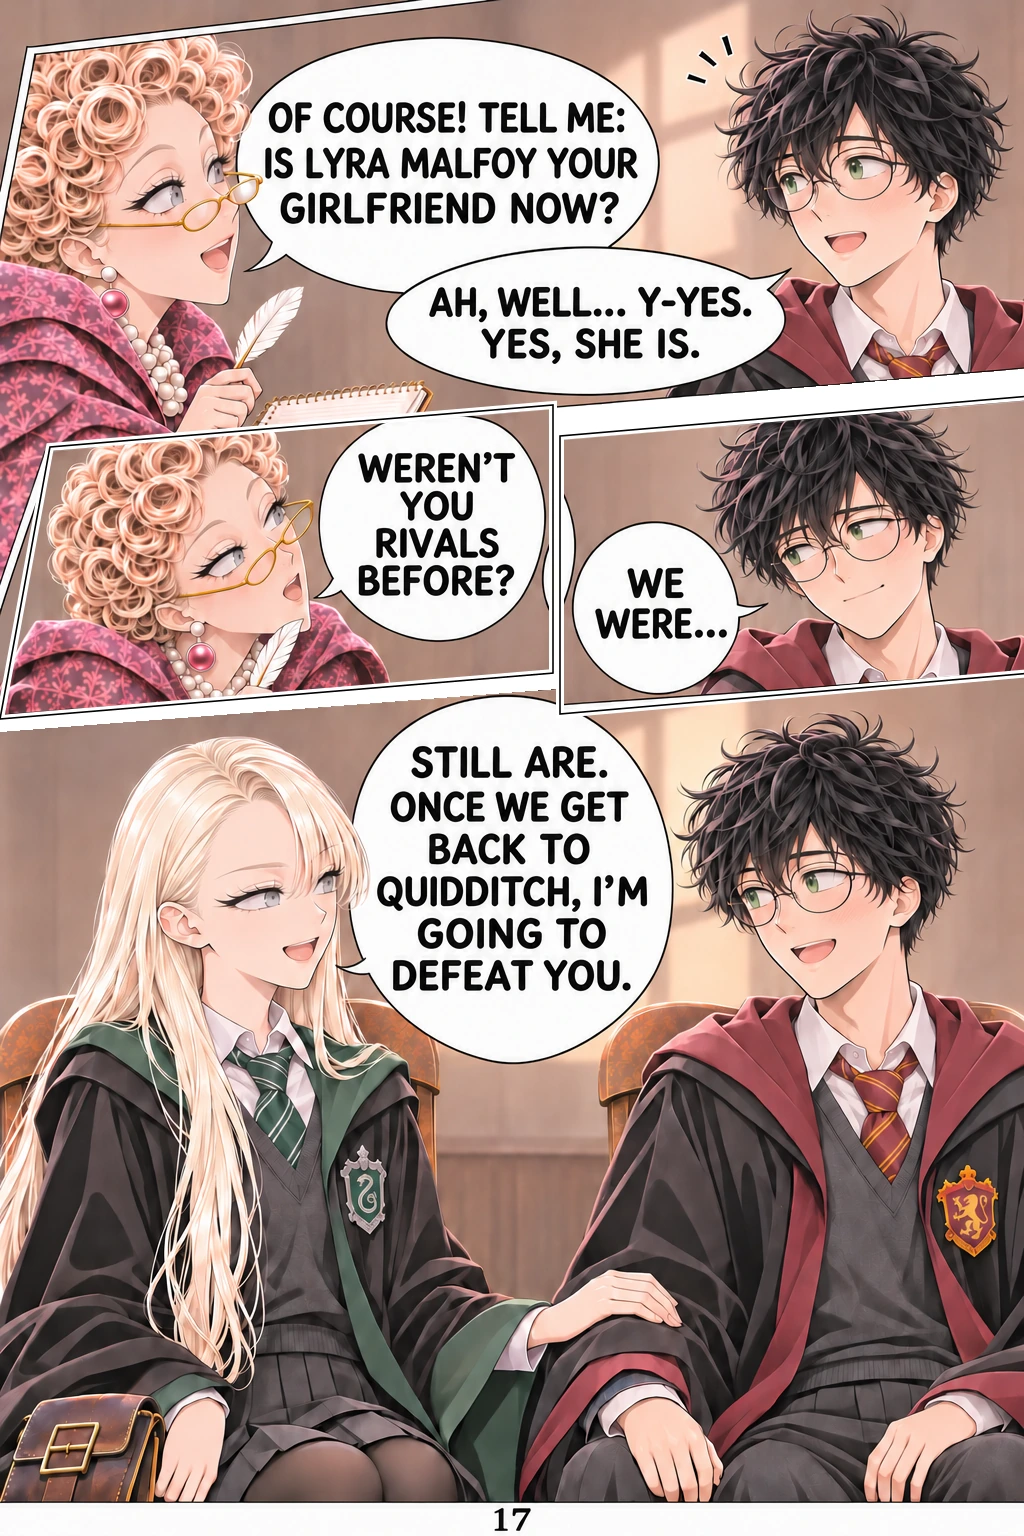 OF COURSE! TELL ME:
IS LYRA MALFOY YOUR
GIRLFRIEND NOW?
AH, WELL... Y-YES.
YES, SHE IS.
WEREN'T
YOU
RIVALS
BEFORE?
WE
WERE...
STILL ARE.
ONCE WE GET
BACK TO
QUIDDITCH, I'M
GOING TO
DEFEAT YOU.
17